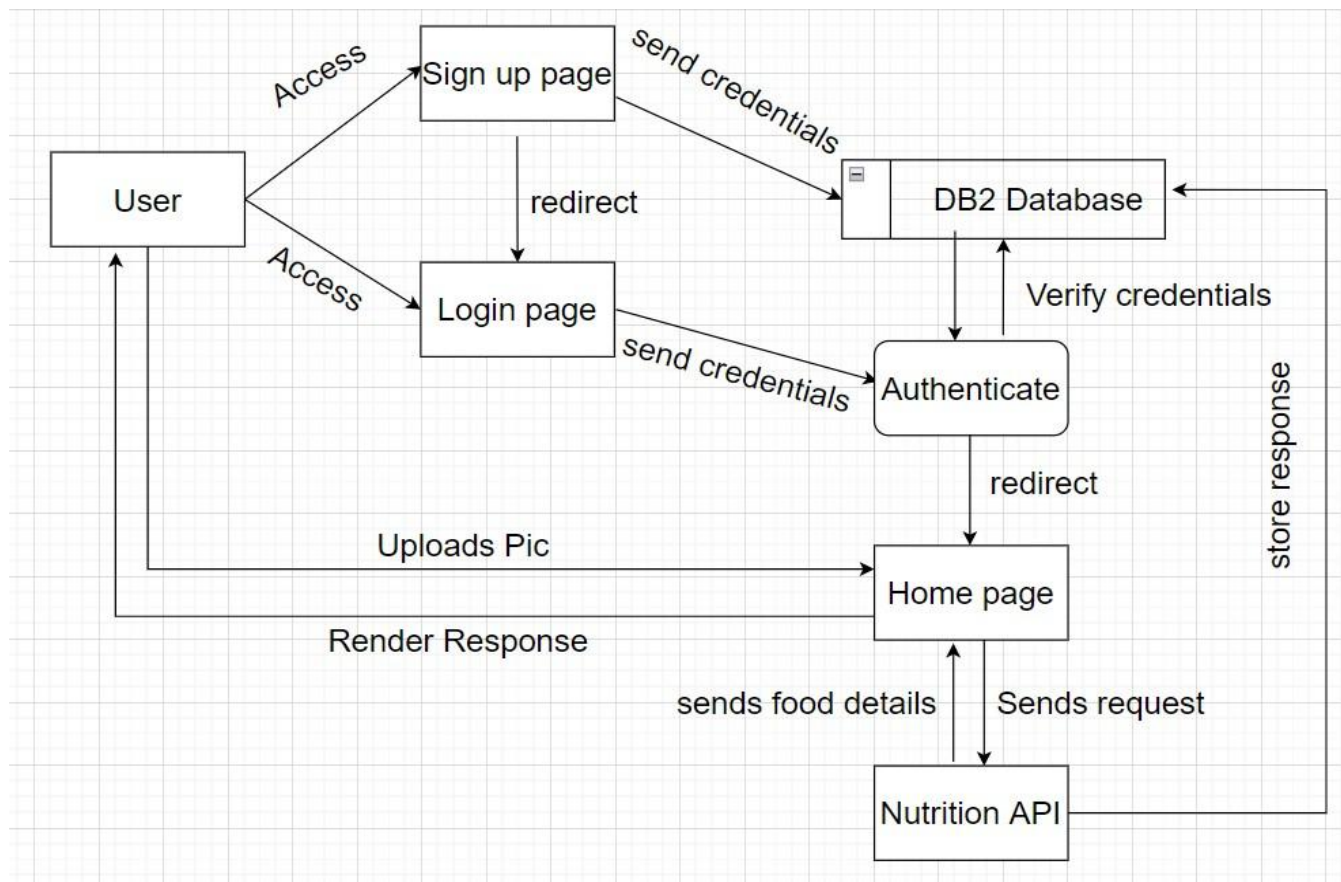 Sign up page
send credentials
Access
User
redirect
DB2 Database
Access
Login page
Verify credentials
send credentials
Authenticate
store response
redirect
Uploads Pic
Home page
Render Response
sends food details
Sends request
Nutrition API